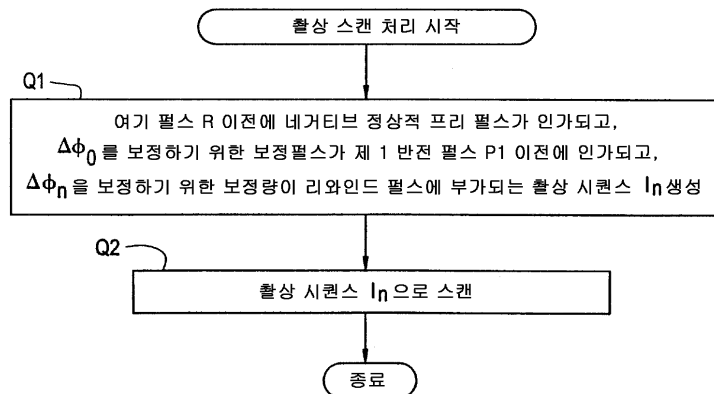 촬상 스캔 처리 시작
Q1
여기 펄스 R 이전에 네거티브 정상적 프리 펄스가 인가되고,
Δϕ0 를 보정하기 위한 보정펄스가 제 1 반전 펄스 P1 이전에 인가되고,
Δϕn 을 보정하기 위한 보정량이 리와인드 펄스에 부가되는 촬상 시퀀스 In 생성
Q2
촬상 시퀀스 In 으로 스캔
종료